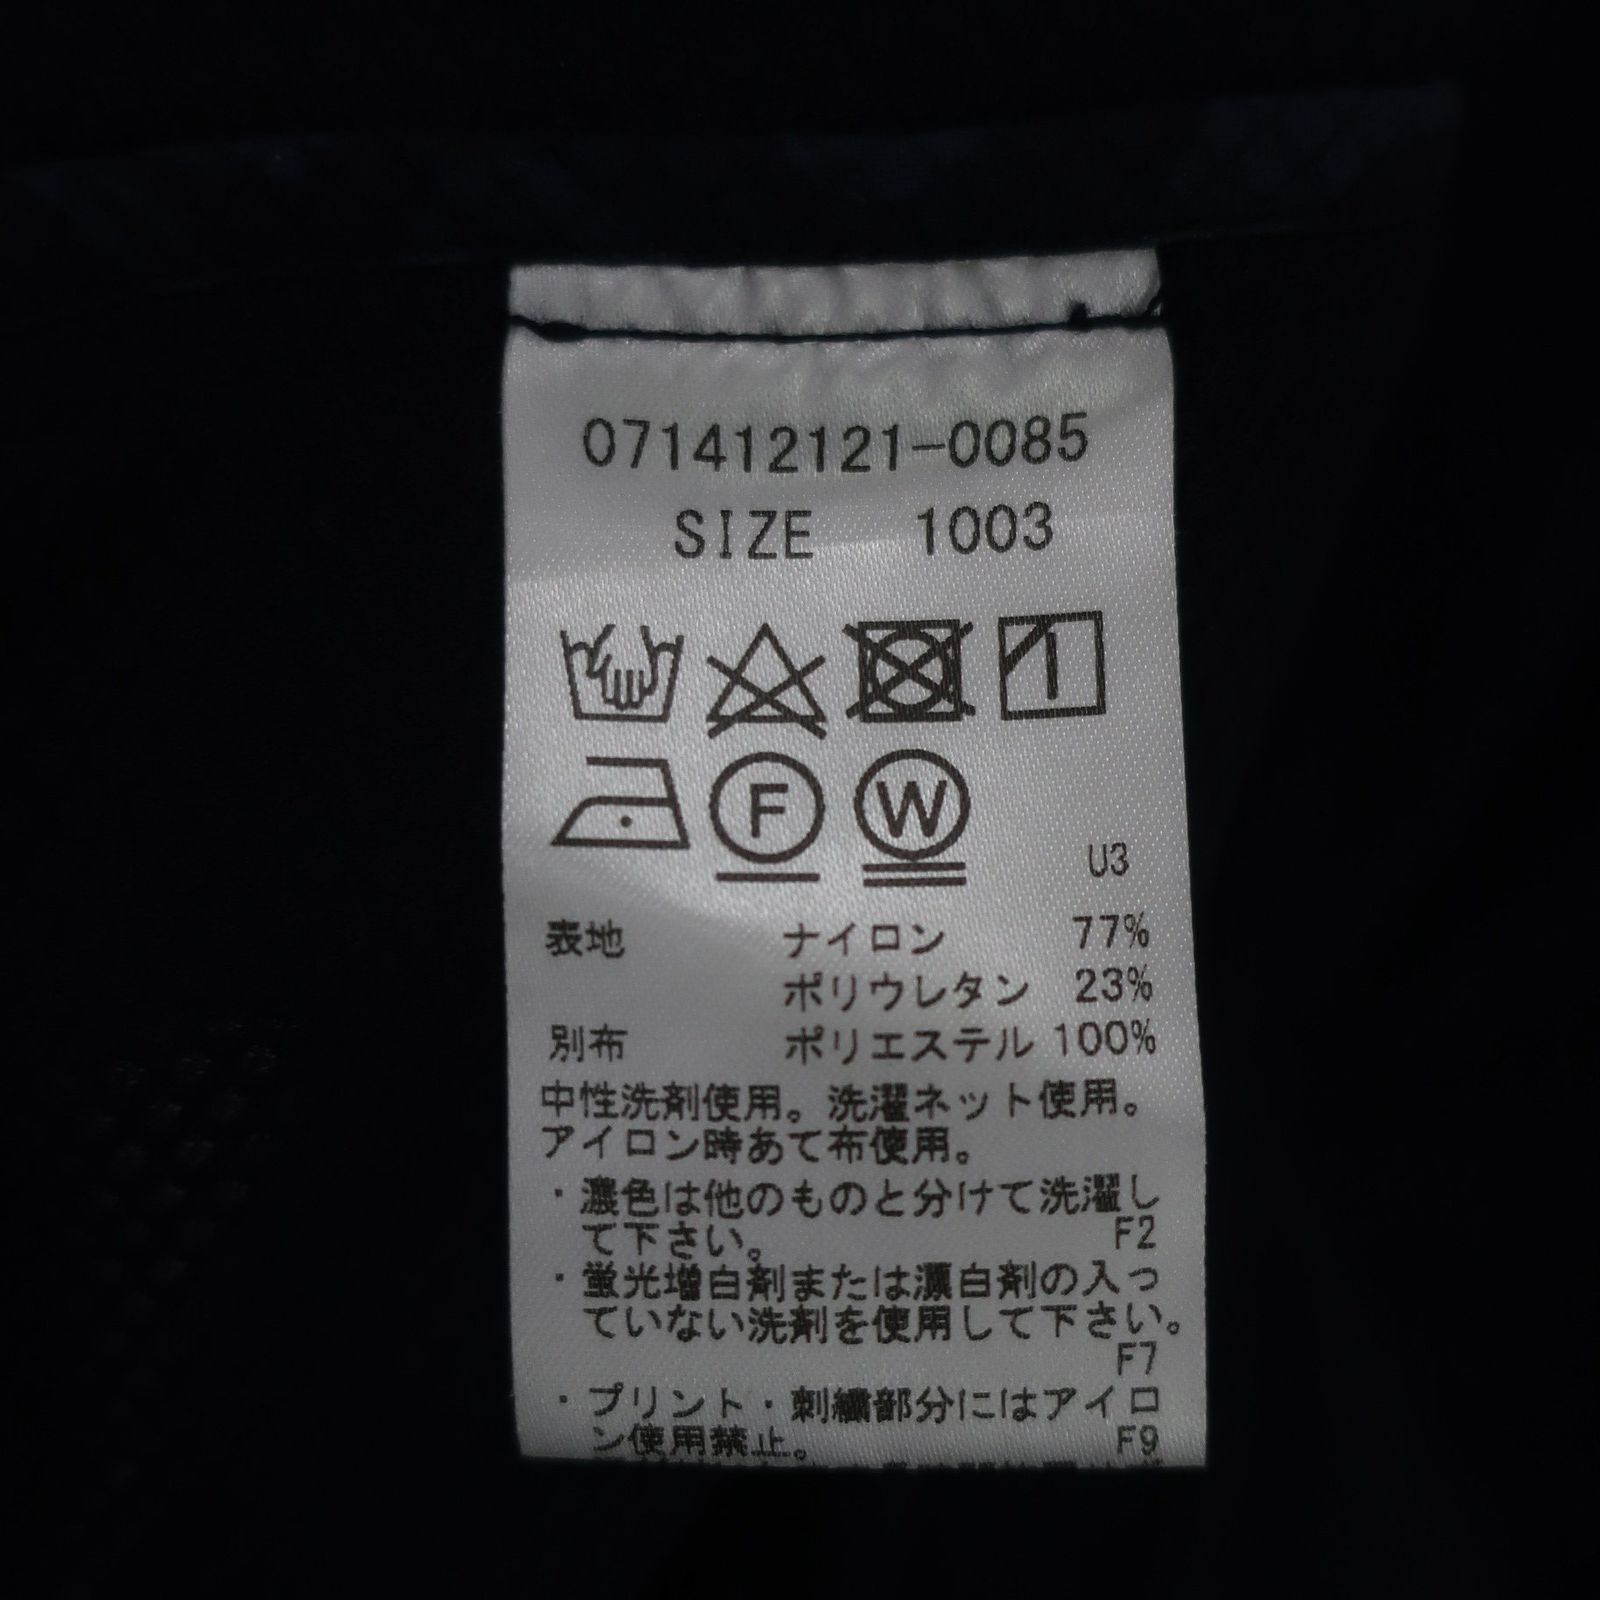 071412121-0085
SIZE 1003
F W
U3
表地 ナイロン 77%
ポリウレタン 23%
別布 ポリエステル 100%
中性洗剤使用。洗濯ネット使用。
アイロン時あて布使用。
・濃色は他のものと分けて洗濯し
て下さい。 F2
・蛍光増白剤または漂白剤の入っ
ていない洗剤を使用して下さい。
F7
・プリント・刺繍部分にはアイロ
ン使用禁止。 F9